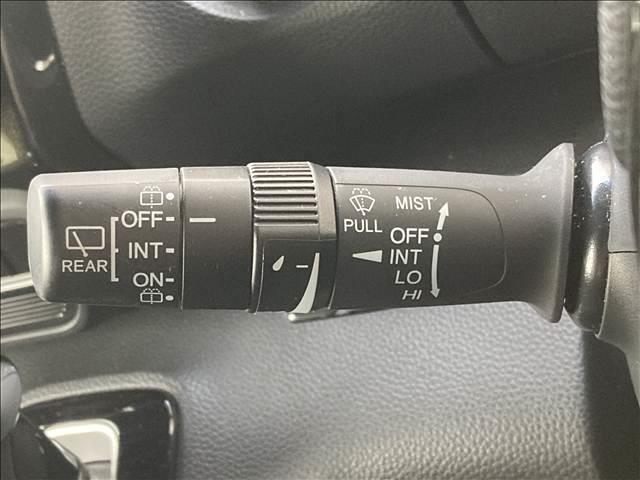 OFF
INT
ON
REAR
PULL
MIST
OFF
INT
LO
HI